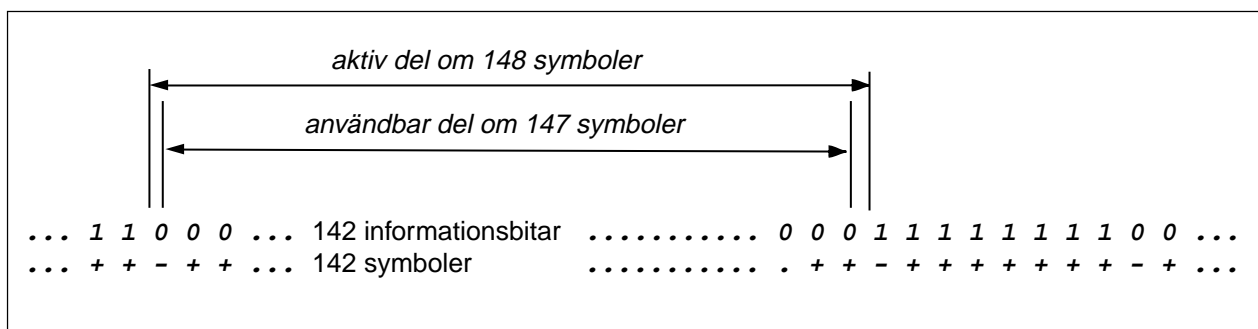 aktiv del om 148 symboler
användbar del om 147 symboler
... 1 1 0 0 0 ... 142 informationsbitar ........... 0 0 0 1 1 1 1 1 1 1 1 0 0 ...
... + + - + + ... 142 symboler ........... . + + - + + + + + + + - + ...